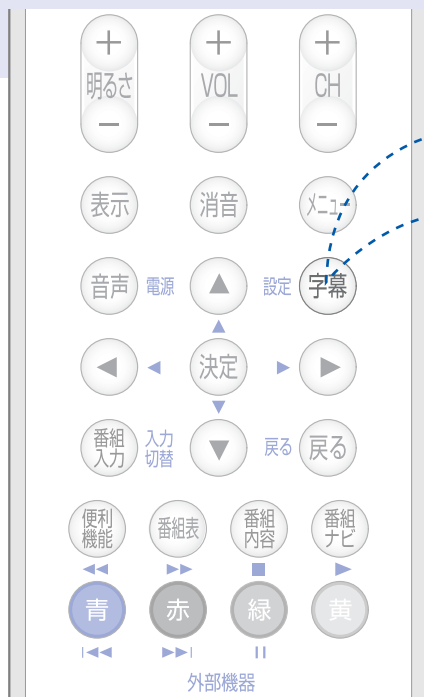 明るさ VOL CH
表示 消音 メニュー
音声 電源 設定 字幕
決定
番組
入力
入力
切替
戻る 戻る
便利
機能
番組表
番組
内容
番組
ナビ
青 赤 緑 黄
外部機器